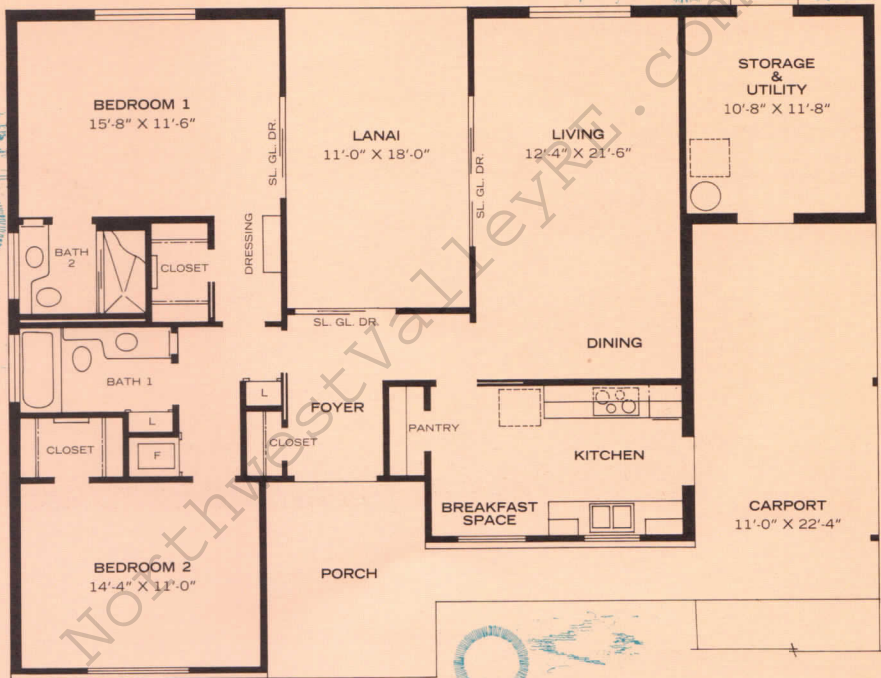 BEDROOM 1
15'-8" X 11'-6"
LANAI
11'-0" X 18'-0"
LIVING
12'-4" X 21'-6"
STORAGE
&
UTILITY
10'-8" X 11'-8"
SL. GL. DR.
SL. GL. DR.
BATH
2
CLOSET
DRESSING
SL. GL. DR.
DINING
BATH 1
L
L
FOYER
CLOSET
PANTRY
CLOSET
F
KITCHEN
BREAKFAST
SPACE
CARPORT
11'-0" X 22'-4"
BEDROOM 2
14'-4" X 11'-0"
PORCH
NorthwestValleyRE.com